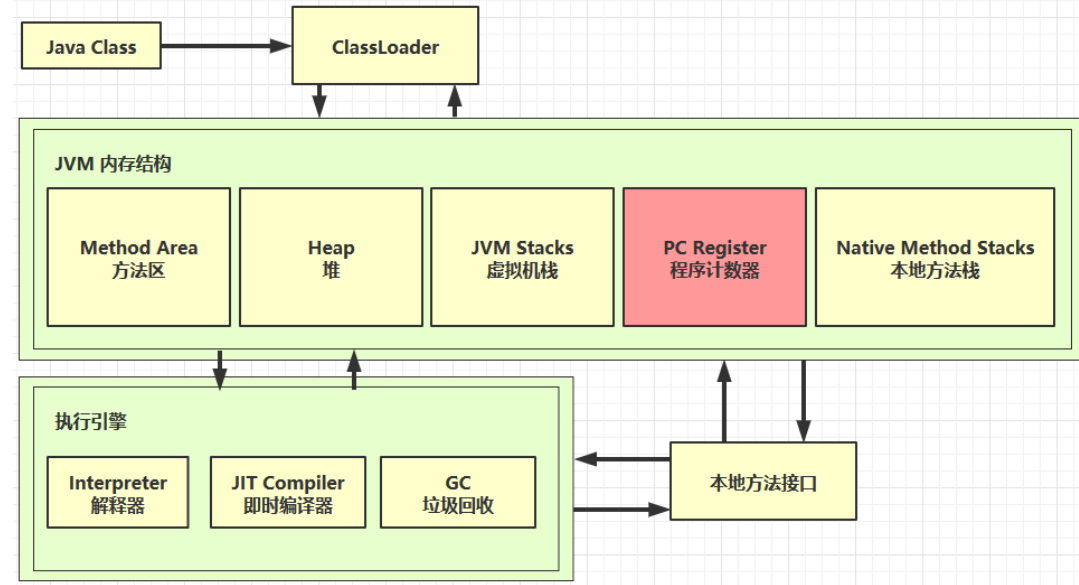 Java Class
ClassLoader
JVM 内存结构
Method Area
方法区
Heap
堆
JVM Stacks
虚拟机栈
PC Register
程序计数器
Native Method Stacks
本地方法栈
执行引擎
Interpreter
解释器
JIT Compiler
即时编译器
GC
垃圾回收
本地方法接口